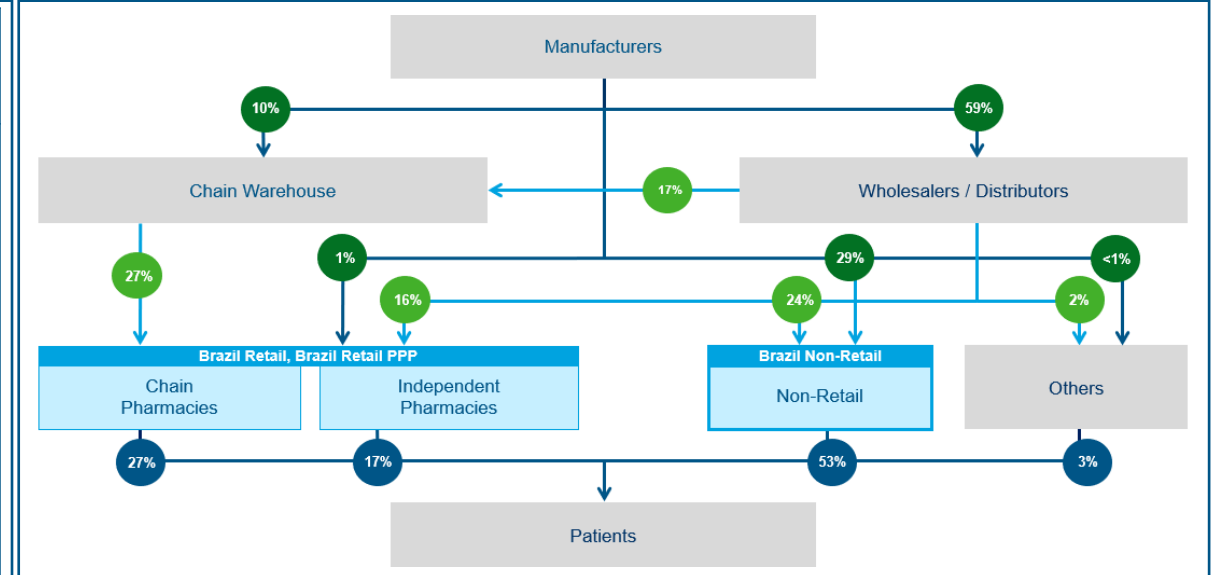 Manufacturers
10%
59%
Chain Warehouse
17%
Wholesalers / Distributors
27%
1%
29%
<1%
16%
24%
2%
Brazil Retail, Brazil Retail PPP
Chain
Pharmacies
Independent
Pharmacies
Brazil Non-Retail
Non-Retail
Others
27%
17%
53%
3%
Patients